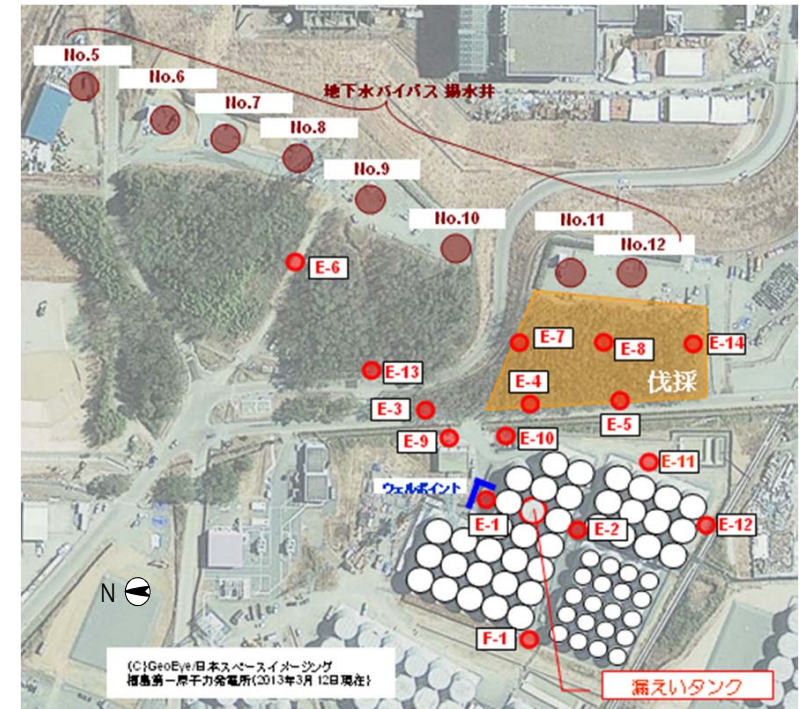 No.5
No.6
No.7
No.8
No.9
No.10
No.11
No.12
地下水バイパス 揚水井
E-6
E-7
E-8
E-14
E-13
E-4
伐採
E-3
E-5
E-9
E-10
E-11
ウェルポイント
E-1
E-2
E-12
N
F-1
(C)GeoEye/日本スペースイメージング
福島第一原子力発電所(2013年3月12日現在)
漏えいタンク